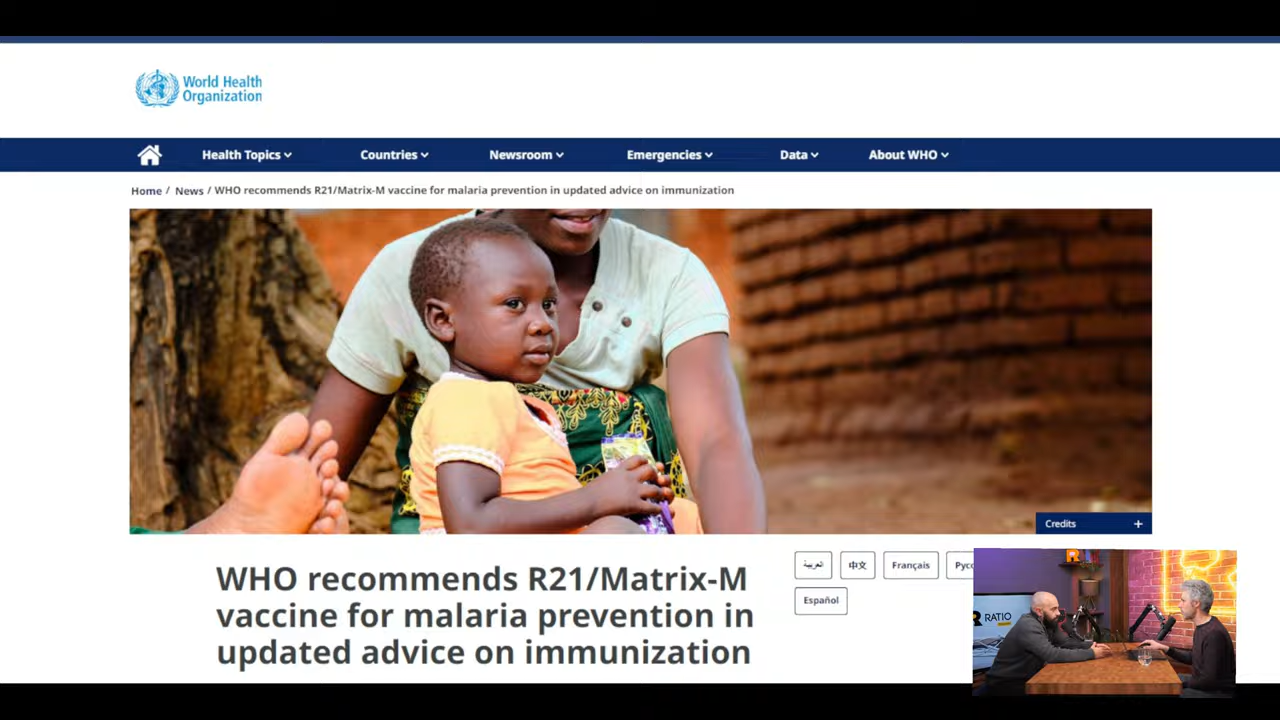 World Health
Organization
Health Topics
Countries
Newsroom
Emergencies
Data
About WHO
Home / News / WHO recommends R21/Matrix-M vaccine for malaria prevention in updated advice on immunization
Credits +
WHO recommends R21/Matrix-M
vaccine for malaria prevention in
updated advice on immunization
العربية
中文
Français
Русс
Español
RATIO